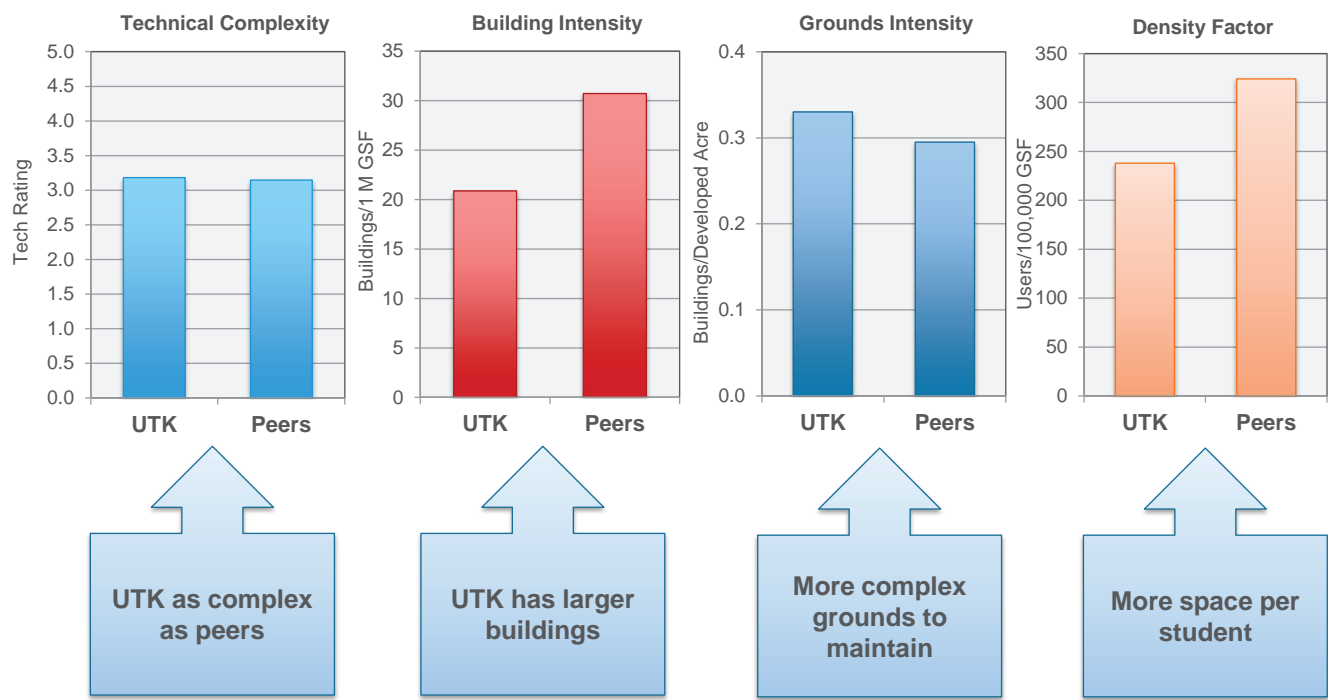 Technical Complexity
5.0
4.5
4.0
3.5
3.0
2.5
2.0
1.5
1.0
0.5
0.0
Tech Rating
UTK
Peers
Building Intensity
35
30
25
20
15
10
5
0
Buildings/1 M GSF
UTK
Peers
Grounds Intensity
0.4
0.3
0.2
0.1
0.0
Buildings/Developed Acre
UTK
Peers
Density Factor
350
300
250
200
150
100
50
0
Users/100,000 GSF
UTK
Peers
UTK as complex
as peers
UTK has larger
buildings
More complex
grounds to
maintain
More space per
student